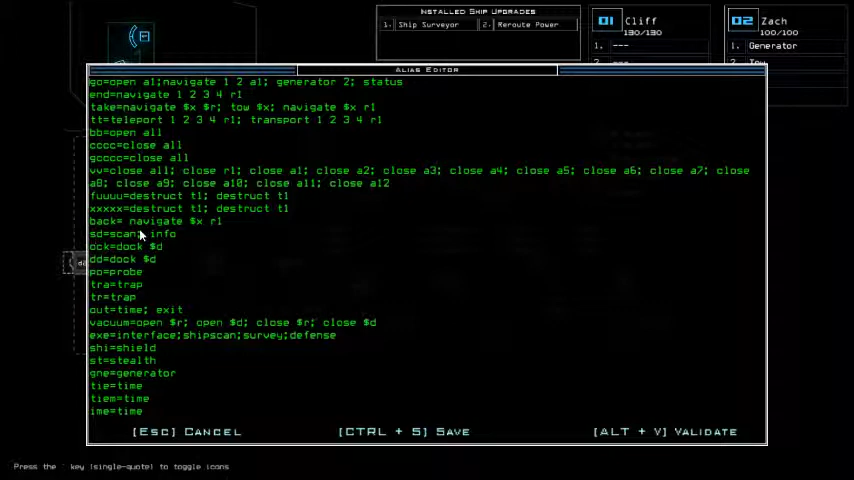 Installed Ship Upgrades
1. Ship Surveyor
2. Reroute Power
01 Cliff
130/130
1. ---
2. ---
02 Zach
100/100
1. Generator
2. Tow
Alias Editor
go=open a1;navigate 1 2 a1; generator 2; status
end=navigate 1 2 3 4 r1
take=navigate $x $r; tow $x; navigate $x r1
tt=teleport 1 2 3 4 r1; transport 1 2 3 4 r1
bb=open all
cccc=close all
gcccc=close all
vv=close all; close r1; close a1; close a2; close a3; close a4; close a5; close a6; close a7; close
a8; close a9; close a10; close a11; close a12
fuuuu=destruct t1; destruct t1
xxxxx=destruct t1; destruct t1
back= navigate $x r1
sd=scan; info
ock=dock $d
dd=dock $d
po=probe
tra=trap
tr=trap
out=time; exit
vacuum=open $r; open $d; close $r; close $d
exe=interface;shipscan;survey;defense
shi=shield
st=stealth
gne=generator
tie=time
tiem=time
ime=time
[Esc] Cancel
[CTRL + S] Save
[ALT + V] Validate
Press the ` key (single-quote) to toggle icons